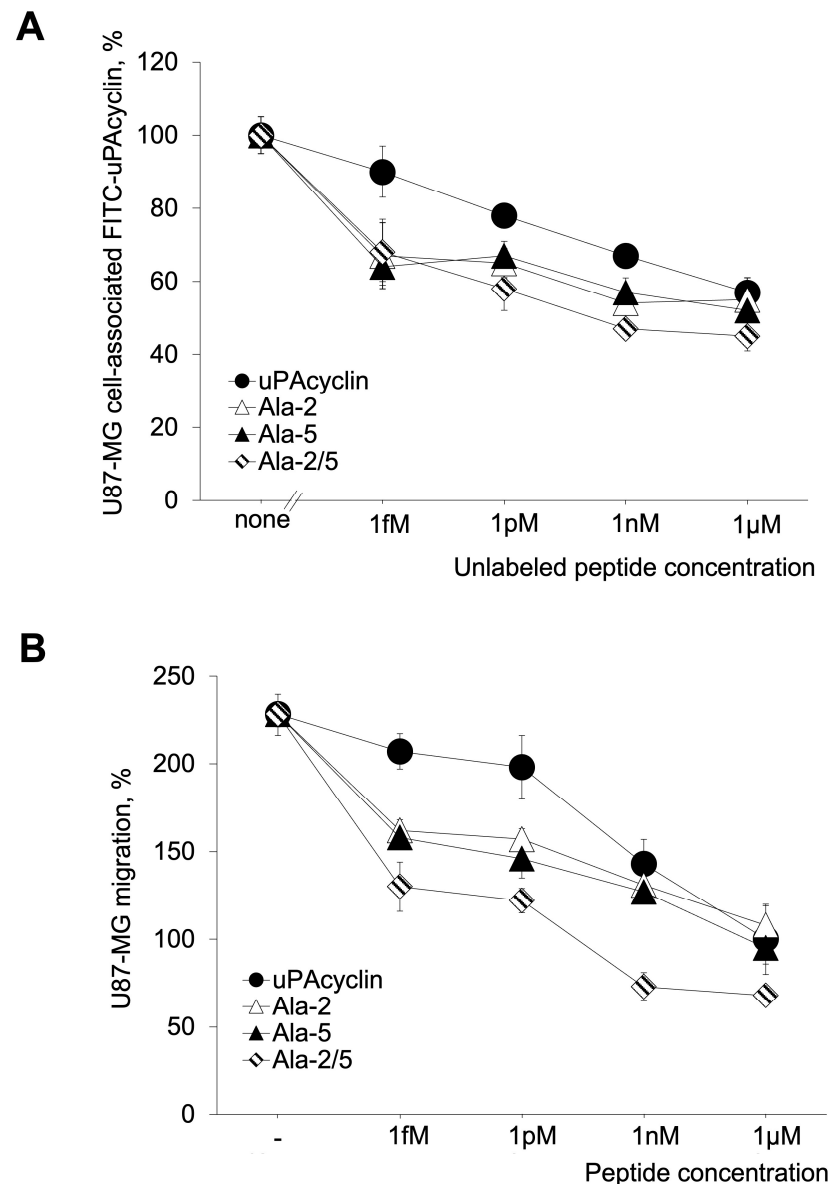 A
U87-MG cell-associated FITC-uPAcyclin, %
120
100
80
60
40
20
0
uPAcyclin
Ala-2
Ala-5
Ala-2/5
none 1fM 1pM 1nM 1µM
Unlabeled peptide concentration
B
U87-MG migration, %
250
200
150
100
50
0
uPAcyclin
Ala-2
Ala-5
Ala-2/5
- 1fM 1pM 1nM 1µM
Peptide concentration